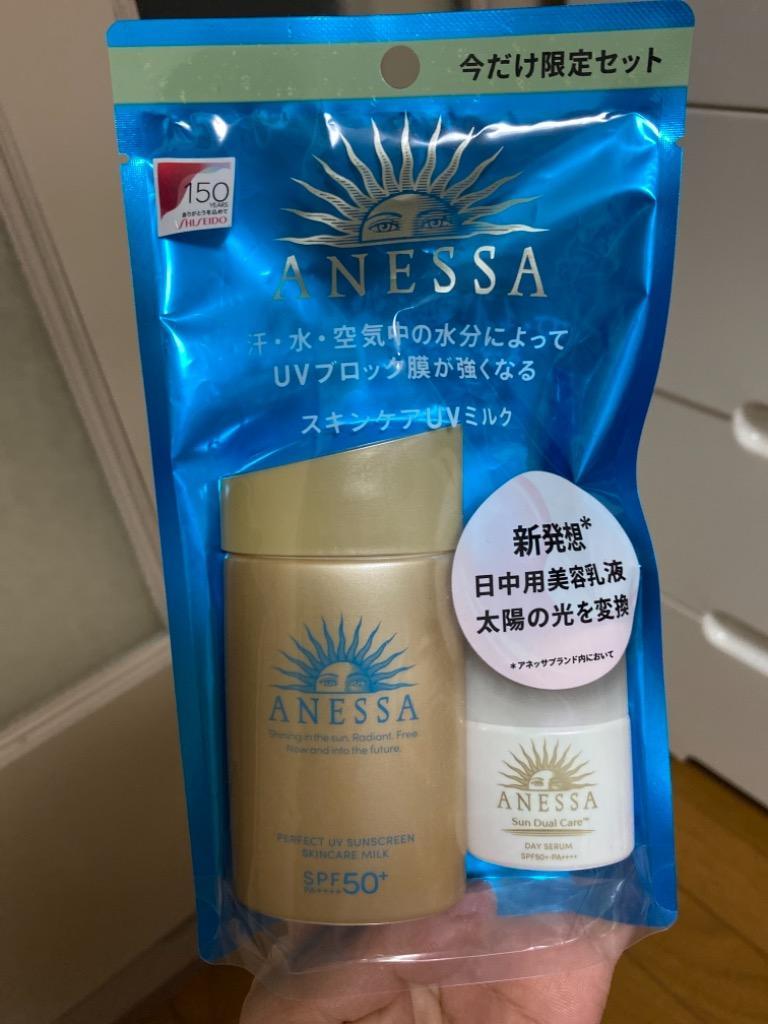 今だけ限定セット
150
YEARS
ありがとうを込めて
SHISEIDO
ANESSA
汗・水・空気中の水分によって
UVブロック膜が強くなる
スキンケアUVミルク
新発想*
日中用美容乳液
太陽の光を変換
*アネッサブランド内において
ANESSA
Shining in the sun. Radiant. Free.
Now and into the future.
PERFECT UV SUNSCREEN
SKINCARE MILK
SPF50+
PA++++
ANESSA
Sun Dual Care™
DAY SERUM
SPF50+・PA++++